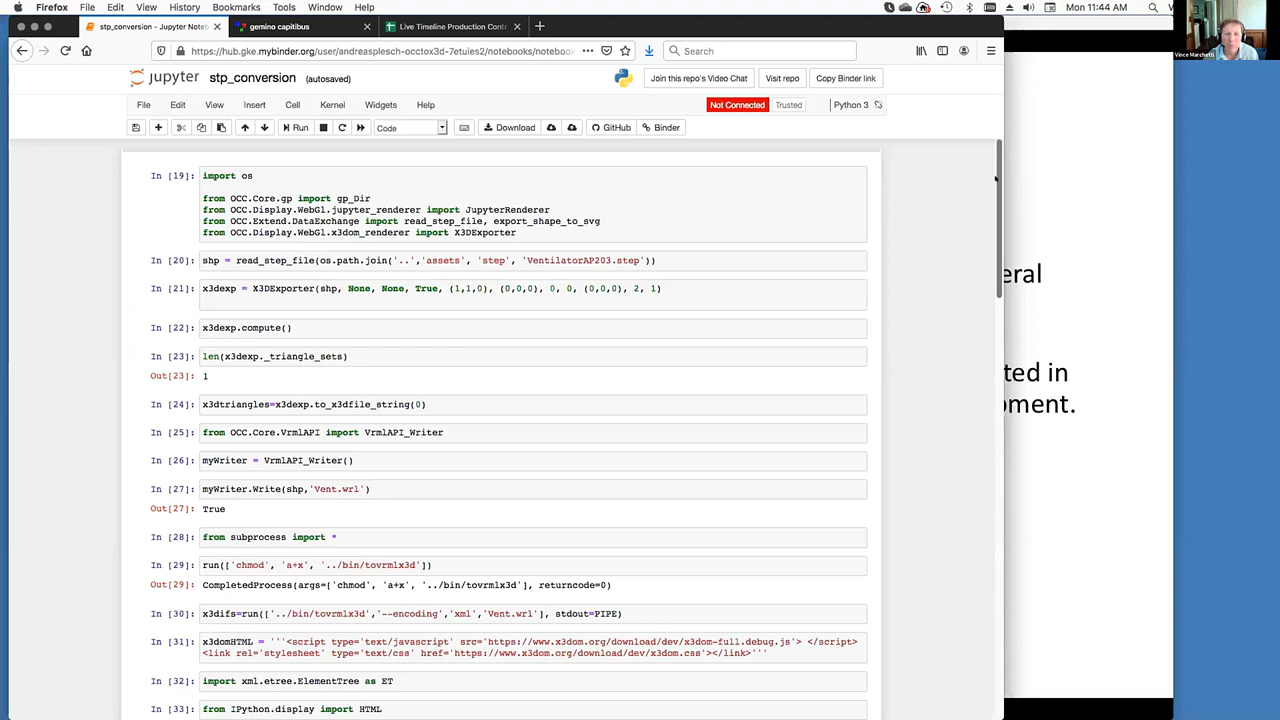 Firefox File Edit View History Bookmarks Tools Window Help Mon 11:44 AM
stp_conversion - Jupyter Noteb gemino capitibus Live Timeline Production Contr
https://hub.gke.mybinder.org/user/andreasplesch-occtox3d-7etuies2/notebooks/notebo Search
Vince Marchetti
jupyter stp_conversion (autosaved) Join this repo's Video Chat Visit repo Copy Binder link
File Edit View Insert Cell Kernel Widgets Help Not Connected Trusted Python 3
Run Code Download GitHub Binder
In [19]: import os
from OCC.Core.gp import gp_Dir
from OCC.Display.WebGl.jupyter_renderer import JupyterRenderer
from OCC.Extend.DataExchange import read_step_file, export_shape_to_svg
from OCC.Display.WebGl.x3dom_renderer import X3DExporter
In [20]: shp = read_step_file(os.path.join('..','assets', 'step', 'VentilatorAP203.step'))
In [21]: x3dexp = X3DExporter(shp, None, None, True, (1,1,0), (0,0,0), 0, 0, (0,0,0), 2, 1)
eral
In [22]: x3dexp.compute()
In [23]: len(x3dexp._triangle_sets)
Out[23]: 1
ted in
In [24]: x3dtriangles=x3dexp.to_x3dfile_string(0)
oment.
In [25]: from OCC.Core.VrmlAPI import VrmlAPI_Writer
In [26]: myWriter = VrmlAPI_Writer()
In [27]: myWriter.Write(shp,'Vent.wrl')
Out[27]: True
In [28]: from subprocess import *
In [29]: run(['chmod', 'a+x', '../bin/tovrmlx3d'])
Out[29]: CompletedProcess(args=['chmod', 'a+x', '../bin/tovrmlx3d'], returncode=0)
In [30]: x3difs=run(['../bin/tovrmlx3d','--encoding','xml','Vent.wrl'], stdout=PIPE)
In [31]: x3domHTML = '''<script type='text/javascript' src='https://www.x3dom.org/download/dev/x3dom-full.debug.js'> </script>
<link rel='stylesheet' type='text/css' href='https://www.x3dom.org/download/dev/x3dom.css'></link>'''
In [32]: import xml.etree.ElementTree as ET
In [33]: from IPython.display import HTML